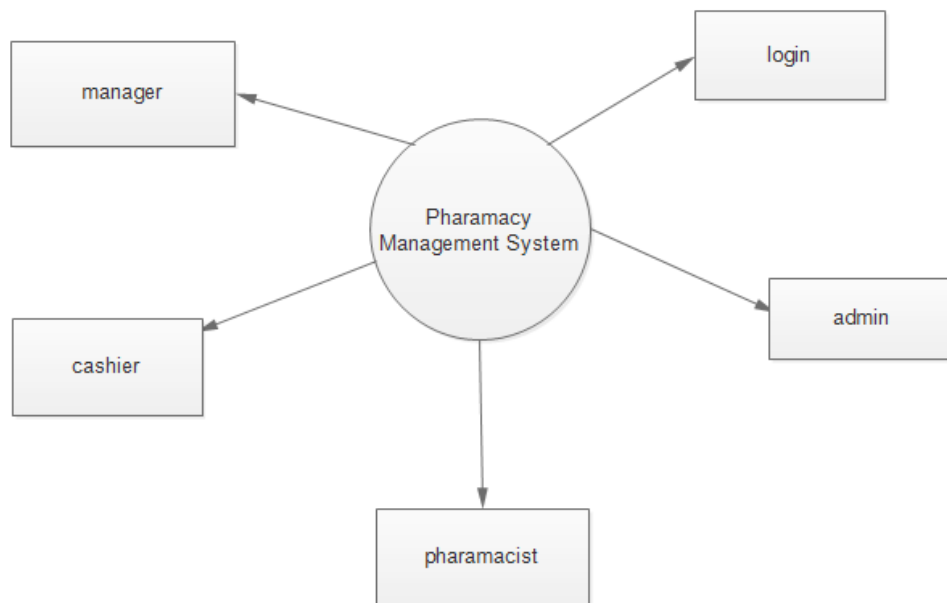 login
manager
Pharamacy
Management System
admin
cashier
pharamacist